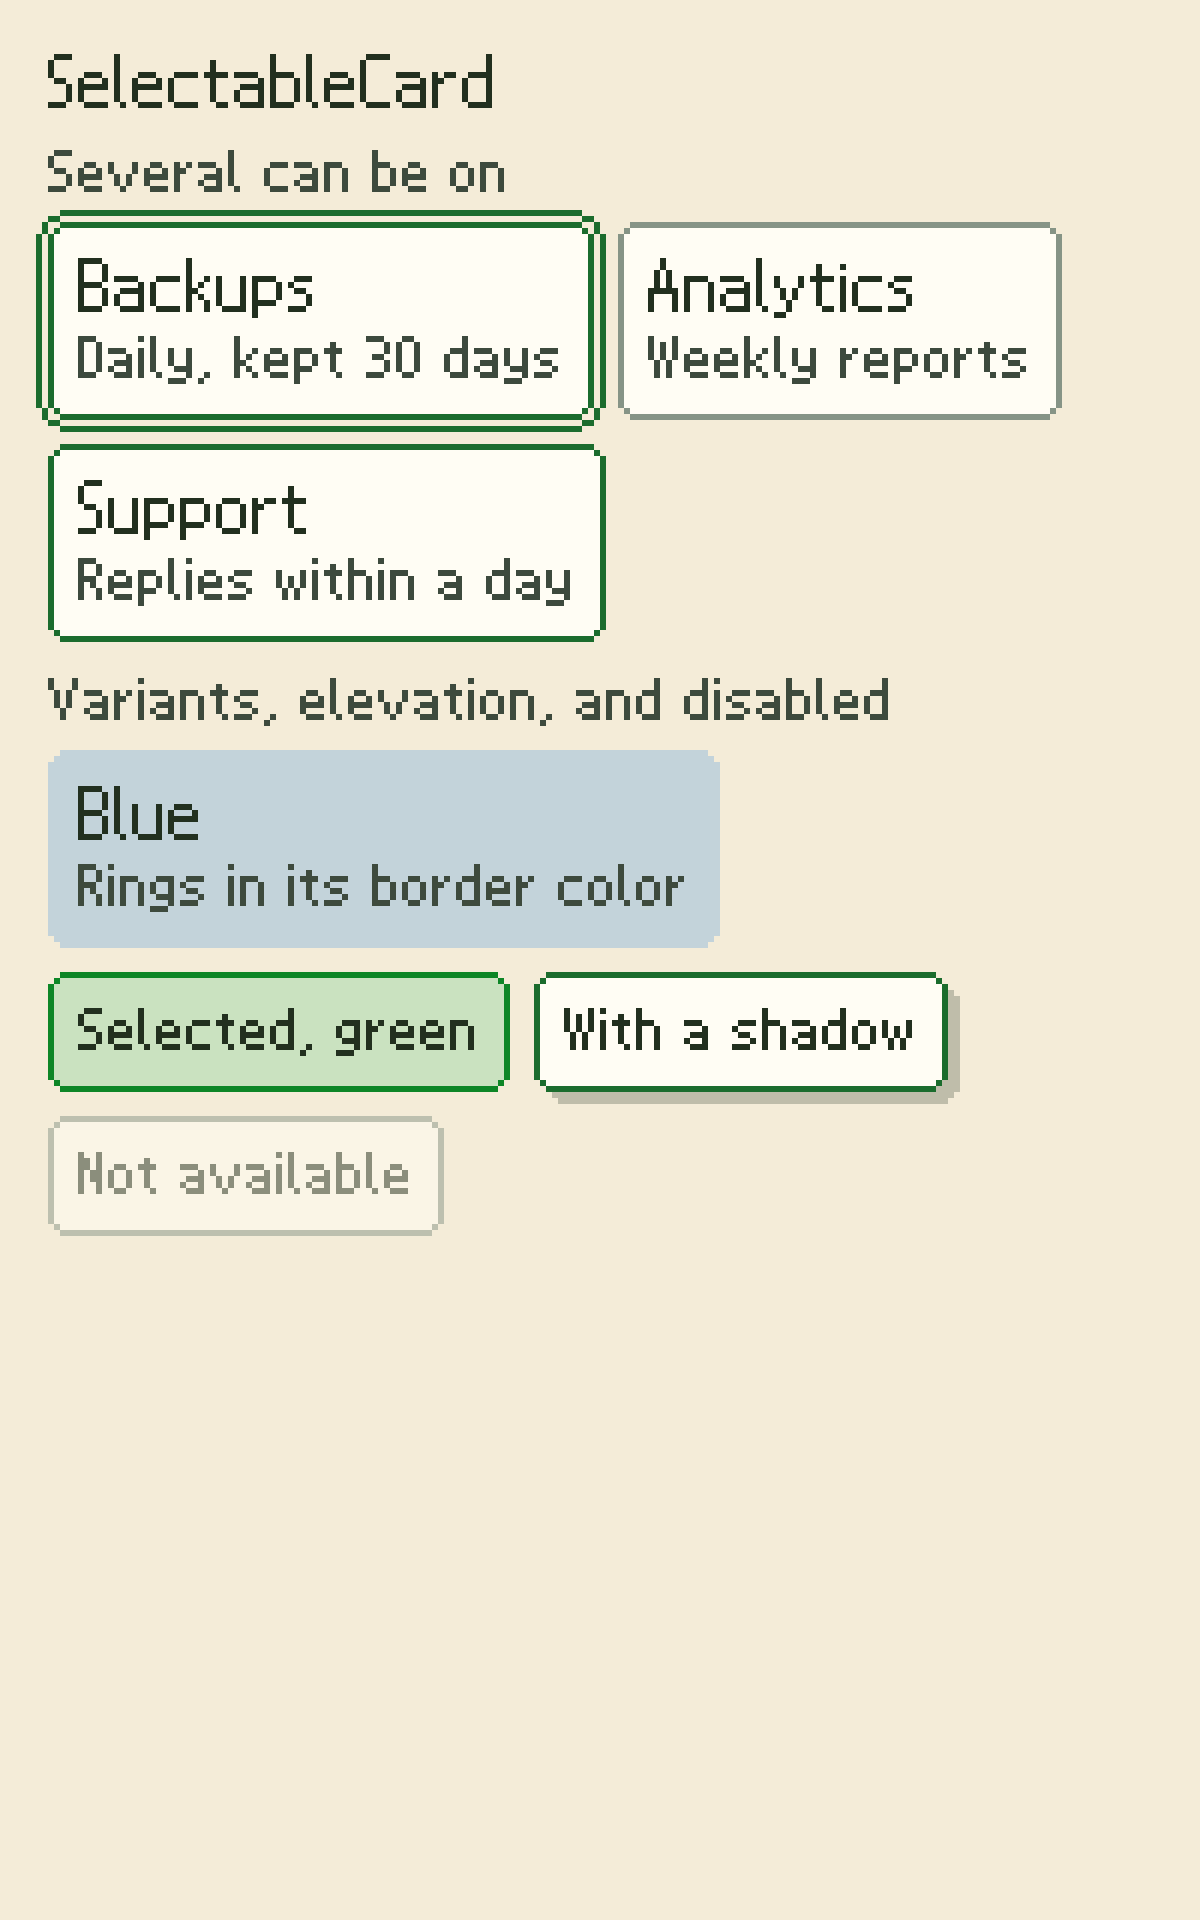 SelectableCard
Several can be on
Backups
Daily, kept 30 days
Analytics
Weekly reports
Support
Replies within a day
Variants, elevation, and disabled
Blue
Rings in its border color
Selected, green
With a shadow
Not available